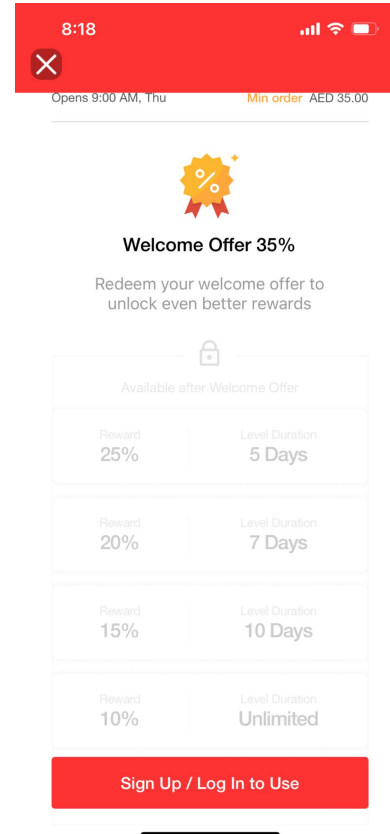 8:18
Opens 9:00 AM, Thu Min order AED 35.00
%
Welcome Offer 35%
Redeem your welcome offer to
unlock even better rewards
Available after Welcome Offer
Reward Level Duration
25% 5 Days
Reward Level Duration
20% 7 Days
Reward Level Duration
15% 10 Days
Reward Level Duration
10% Unlimited
Sign Up / Log In to Use